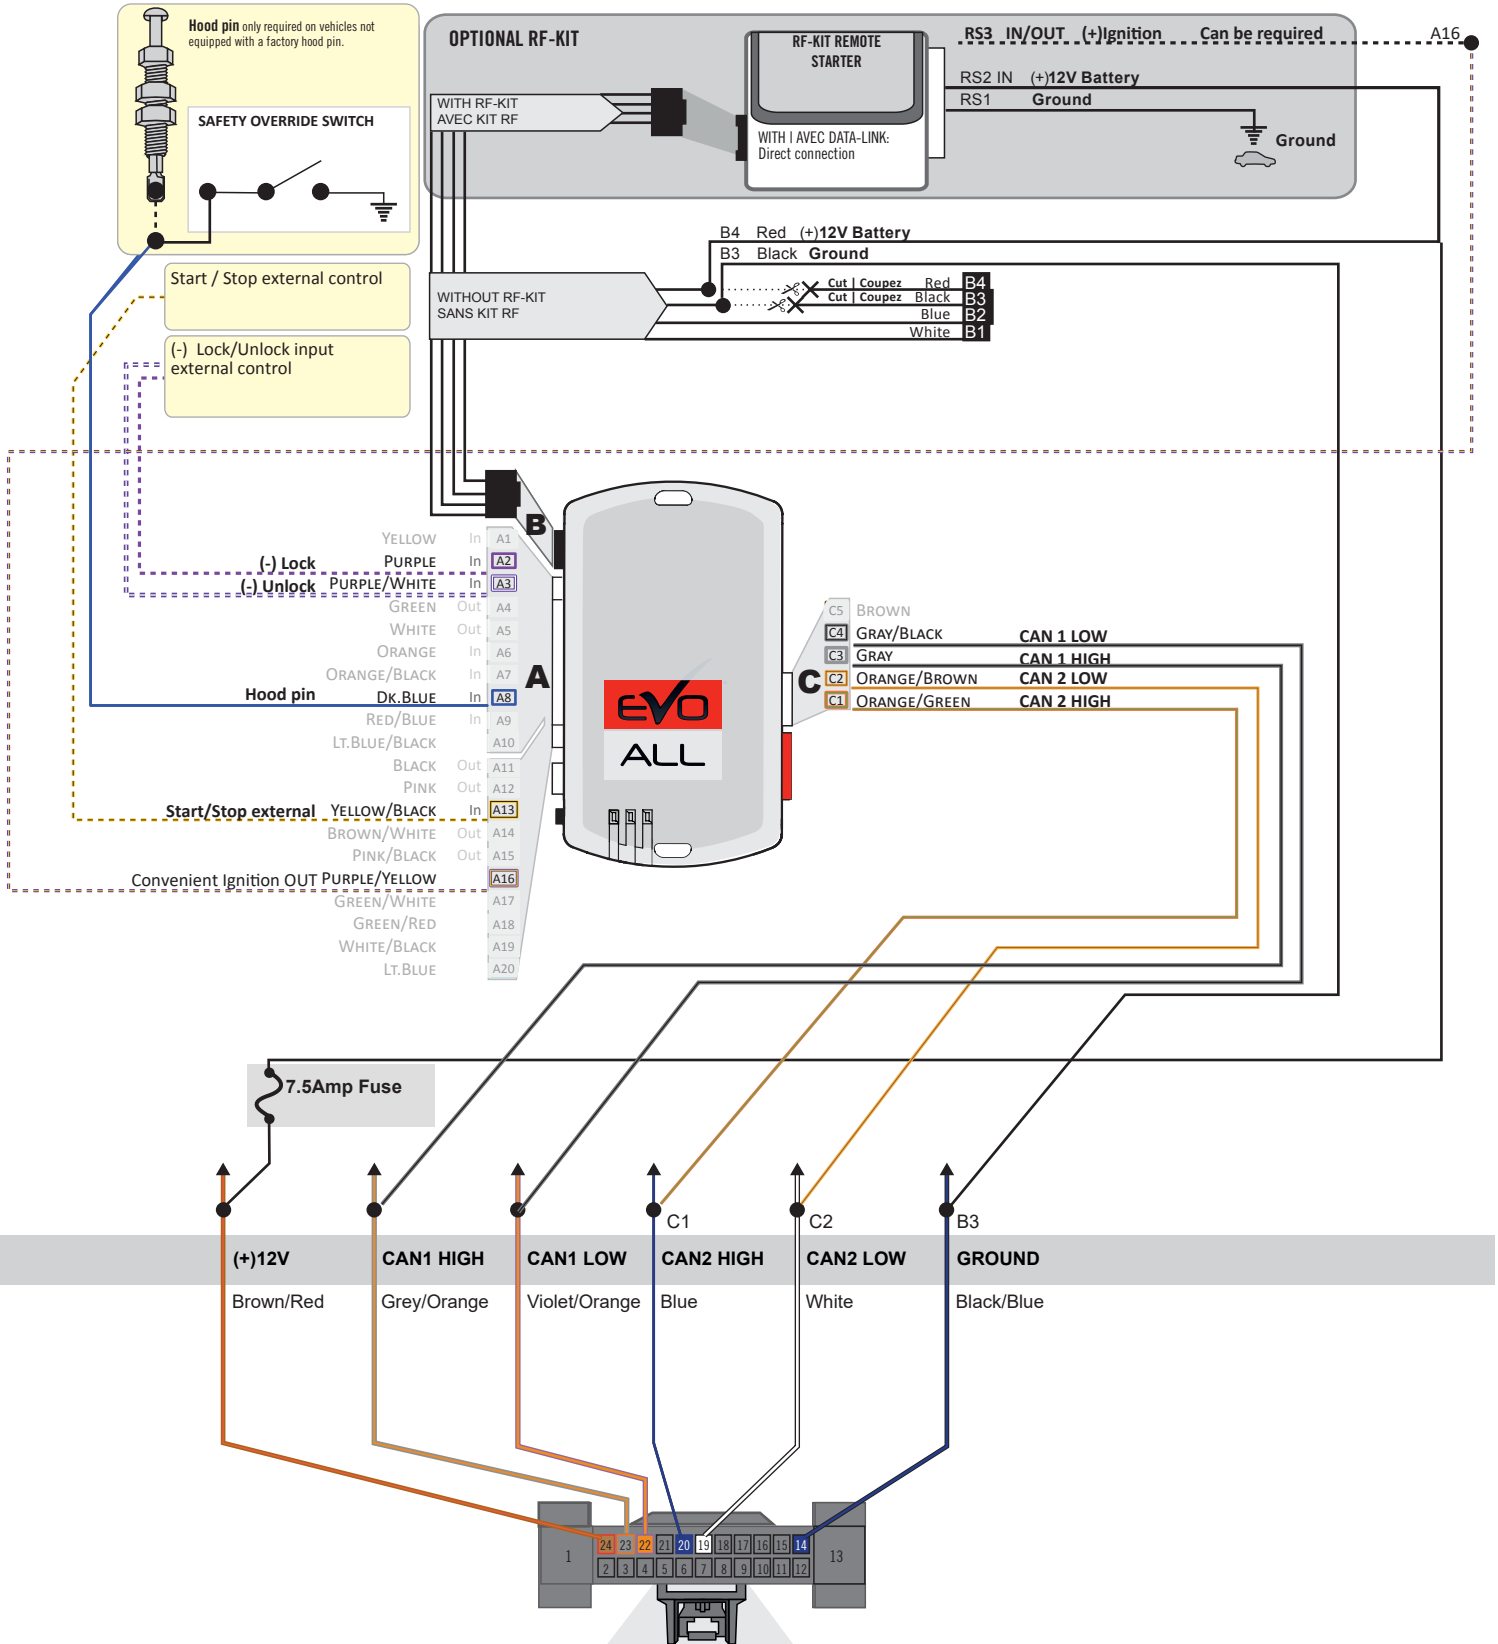 Hood pin only required on vehicles not
equipped with a factory hood pin.
SAFETY OVERRIDE SWITCH
Start / Stop external control
(-) Lock/Unlock input
external control
OPTIONAL RF-KIT
RF-KIT REMOTE
STARTER
WITH RF-KIT
AVEC KIT RF
WITH I AVEC DATA-LINK:
Direct connection
RS3 IN/OUT (+)Ignition Can be required A16
RS2 IN (+)12V Battery
RS1 Ground
Ground
B4 Red (+)12V Battery
B3 Black Ground
WITHOUT RF-KIT
SANS KIT RF
Cut | Coupez Red B4
Cut | Coupez Black B3
Blue B2
White B1
B
A
C
YELLOW In A1
(-) Lock PURPLE In A2
(-) Unlock PURPLE/WHITE In A3
GREEN Out A4
WHITE Out A5
ORANGE In A6
ORANGE/BLACK In A7
Hood pin DK.BLUE In A8
RED/BLUE In A9
LT.BLUE/BLACK A10
BLACK Out A11
PINK Out A12
Start/Stop external YELLOW/BLACK In A13
BROWN/WHITE Out A14
PINK/BLACK Out A15
Convenient Ignition OUT PURPLE/YELLOW A16
GREEN/WHITE A17
GREEN/RED A18
WHITE/BLACK A19
LT.BLUE A20
EVO
ALL
C5 BROWN
C4 GRAY/BLACK CAN 1 LOW
C3 GRAY CAN 1 HIGH
C2 ORANGE/BROWN CAN 2 LOW
C1 ORANGE/GREEN CAN 2 HIGH
7.5Amp Fuse
C1 C2 B3
(+)12V CAN1 HIGH CAN1 LOW CAN2 HIGH CAN2 LOW GROUND
Brown/Red Grey/Orange Violet/Orange Blue White Black/Blue
1 24 23 22 21 20 19 18 17 16 15 14 13
2 3 4 5 6 7 8 9 10 11 12